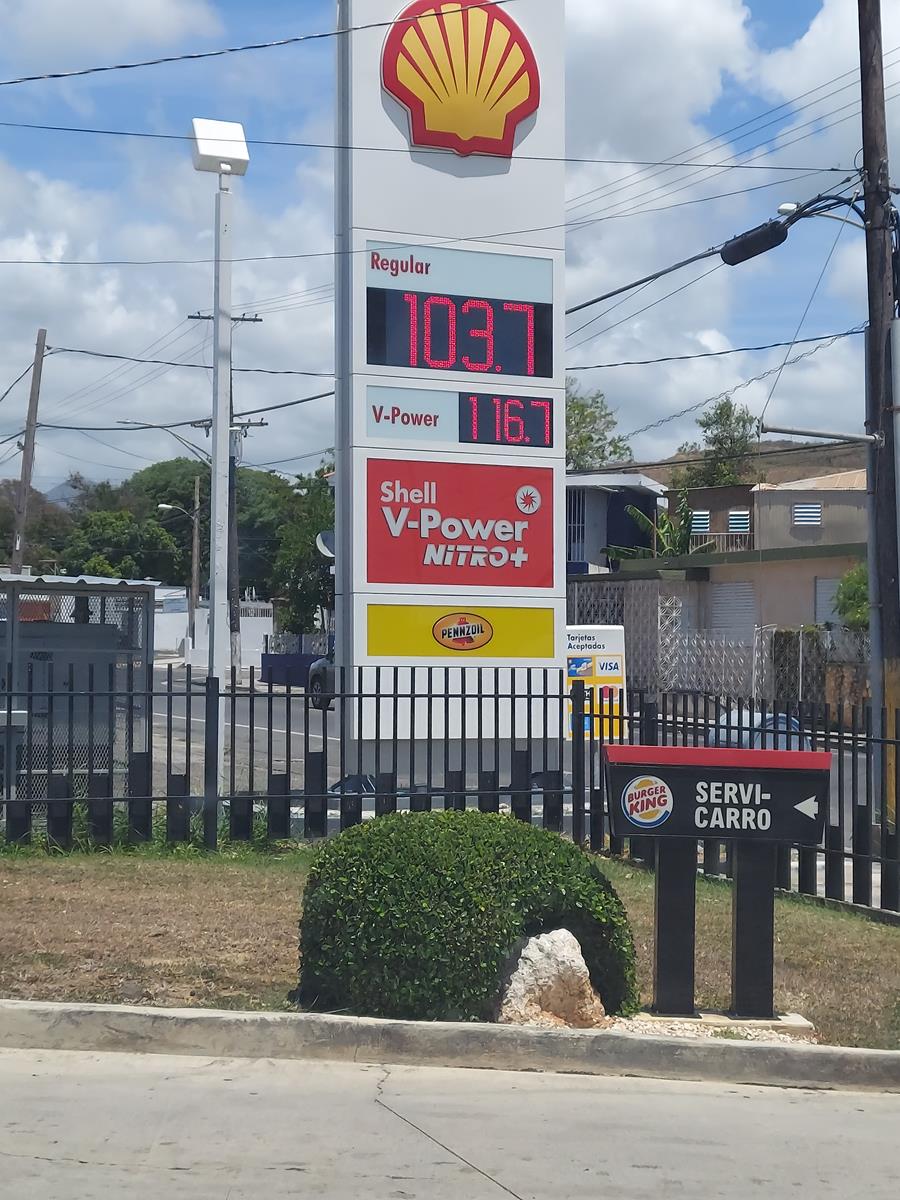 Regular
103.7
V-Power
116.7
Shell
V-Power
NiTRO+
PENNZOIL
Tarjetas
Aceptadas
VISA
BURGER
KING
SERVI-
CARRO